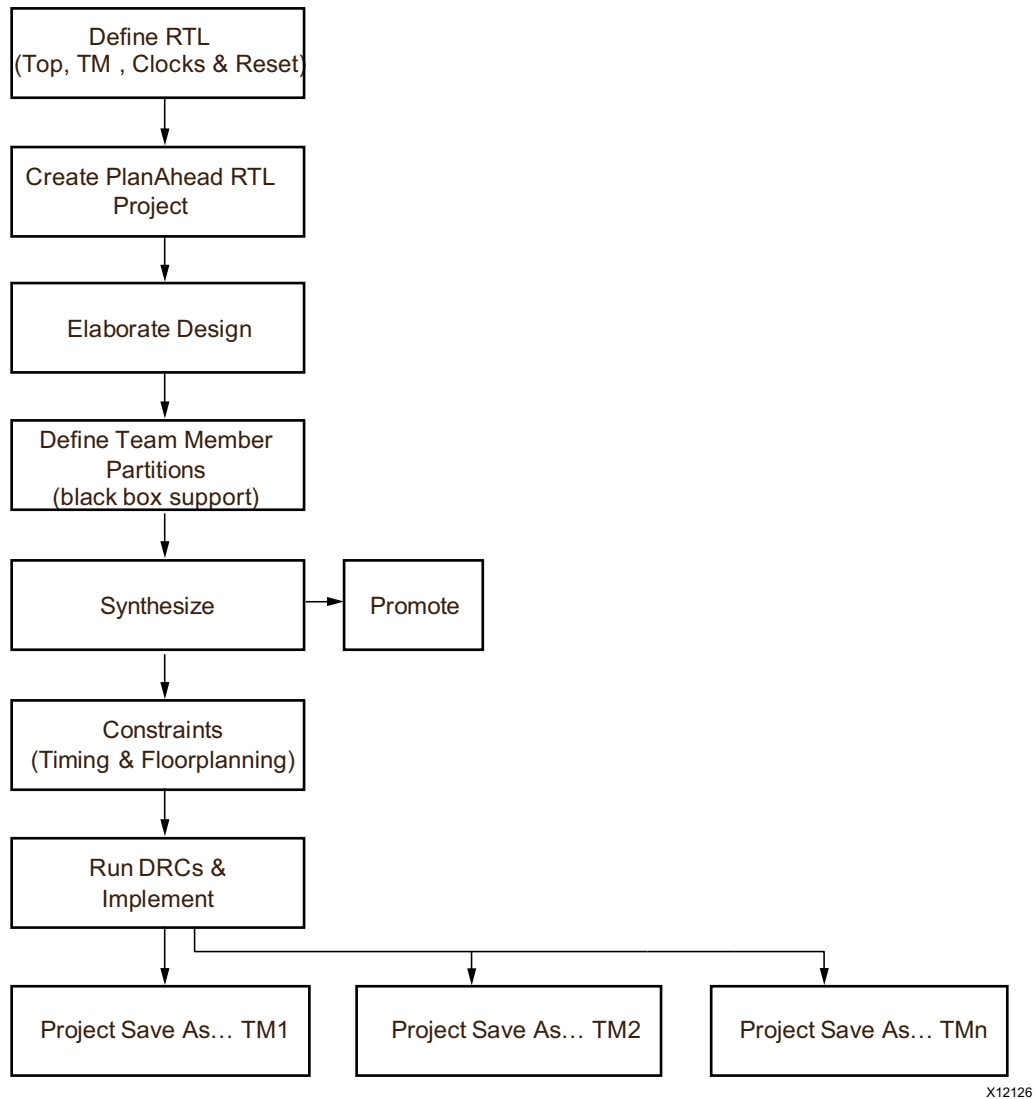 Define RTL
(Top, TM , Clocks & Reset)
Create PlanAhead RTL
Project
Elaborate Design
Define Team Member
Partitions
(black box support)
Synthesize
Promote
Constraints
(Timing & Floorplanning)
Run DRCs &
Implement
Project Save As… TM1
Project Save As… TM2
Project Save As… TMn
X12126